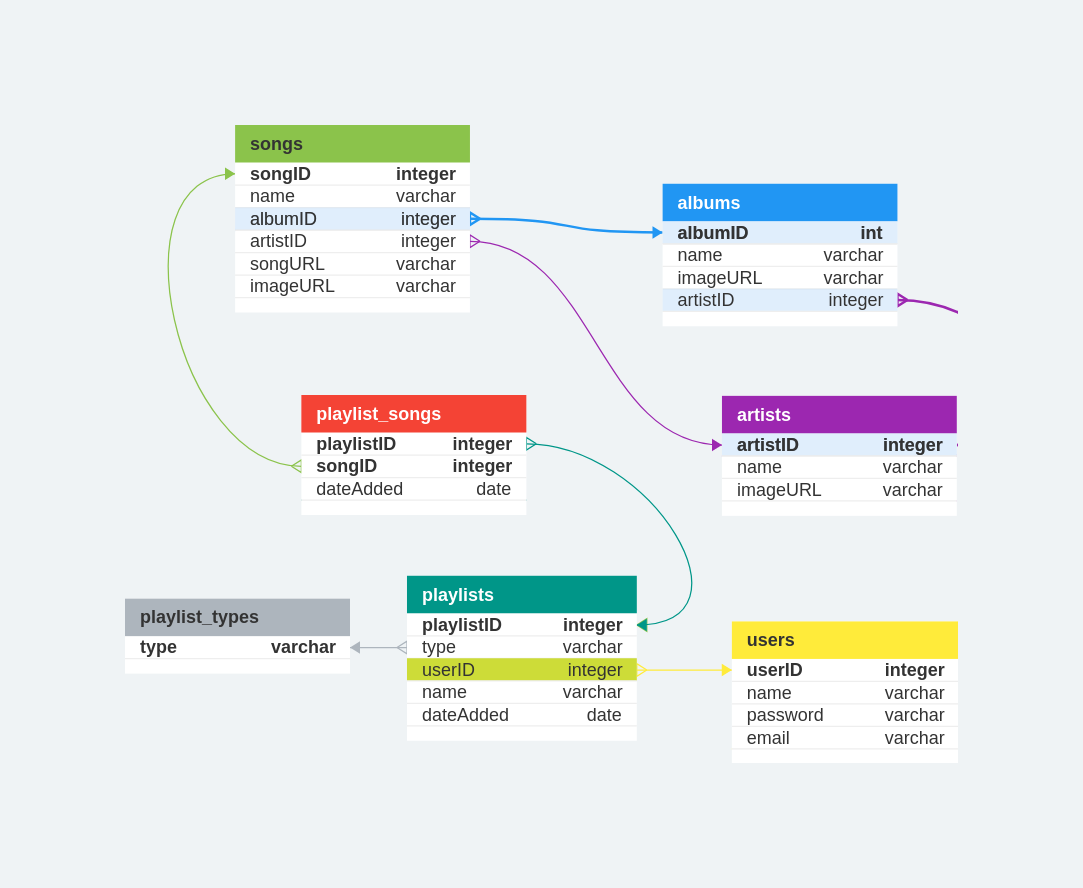 songs
songID integer
name varchar
albumID integer
artistID integer
songURL varchar
imageURL varchar
albums
albumID int
name varchar
imageURL varchar
artistID integer
playlist_songs
playlistID integer
songID integer
dateAdded date
artists
artistID integer
name varchar
imageURL varchar
playlist_types
type varchar
playlists
playlistID integer
type varchar
userID integer
name varchar
dateAdded date
users
userID integer
name varchar
password varchar
email varchar